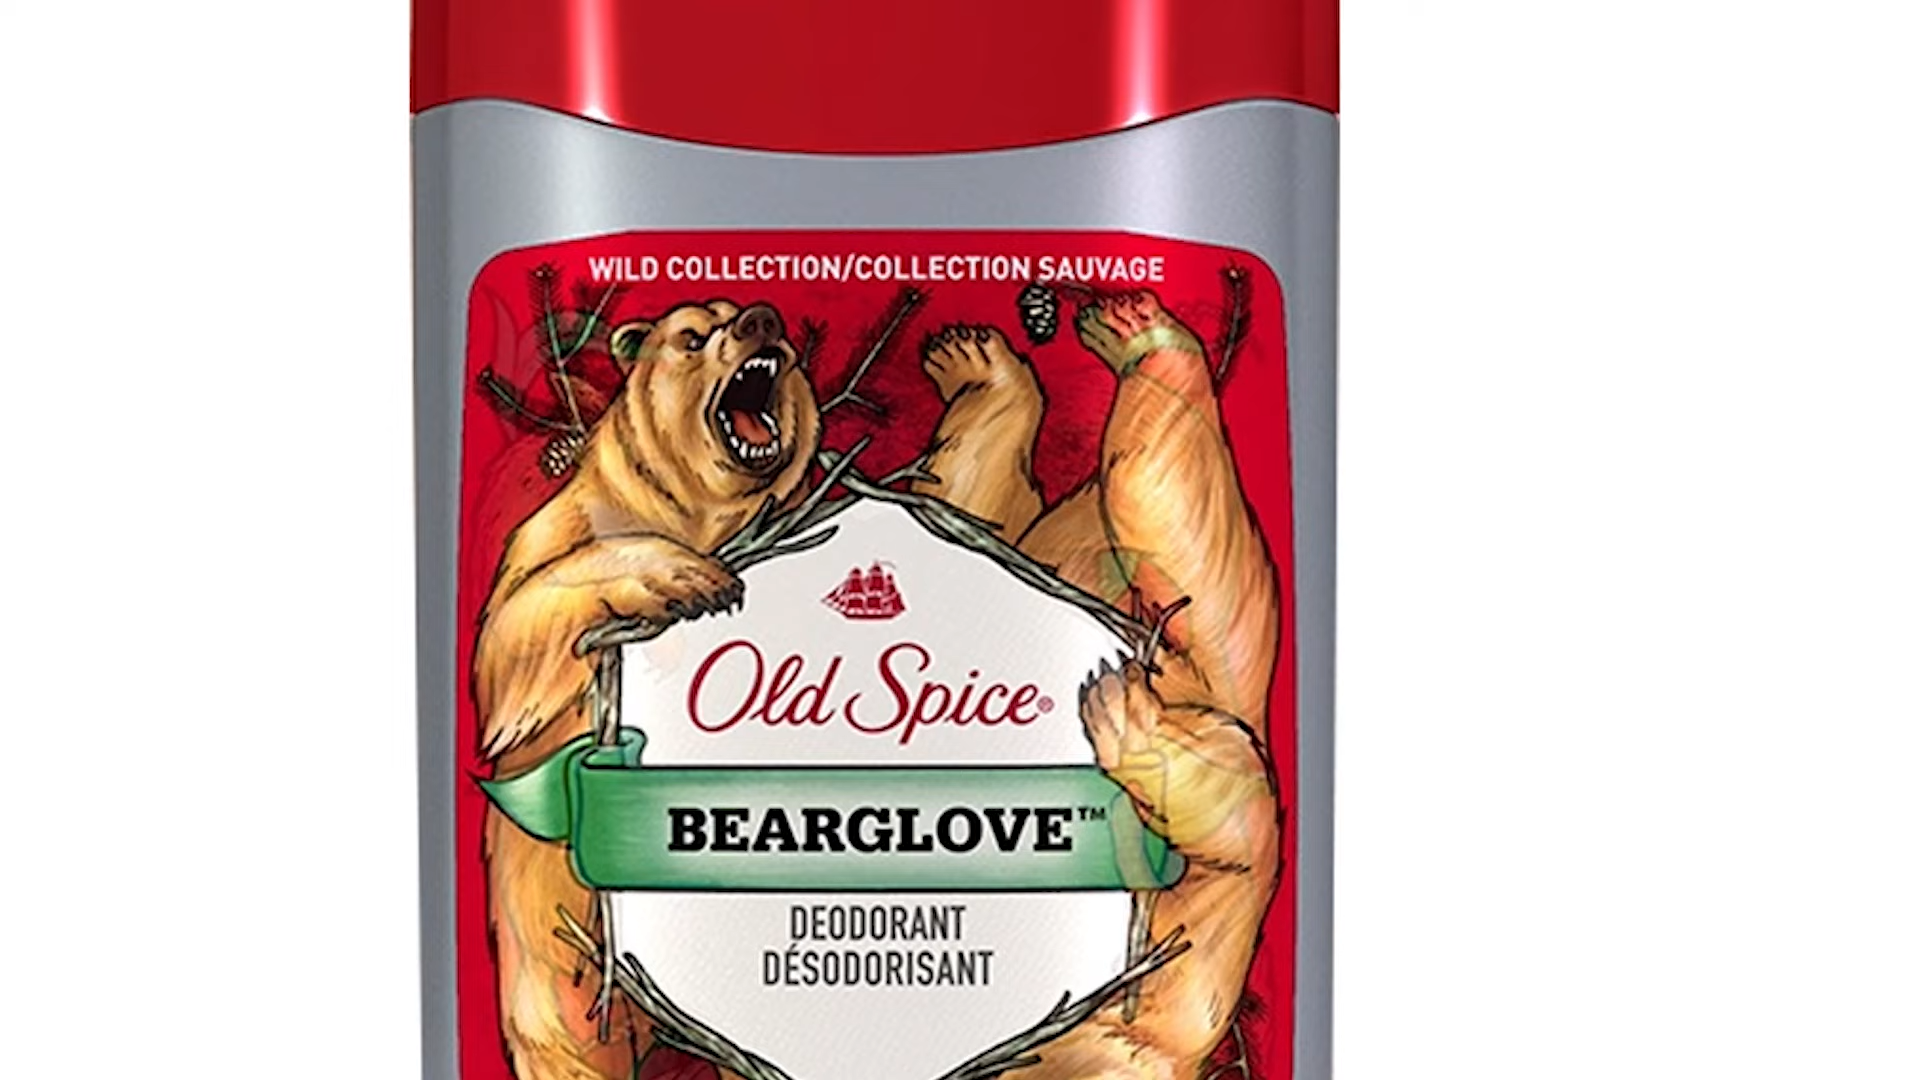 WILD COLLECTION/COLLECTION SAUVAGE
Old Spice®
BEARGLOVE™
DEODORANT
DÉSODORISANT